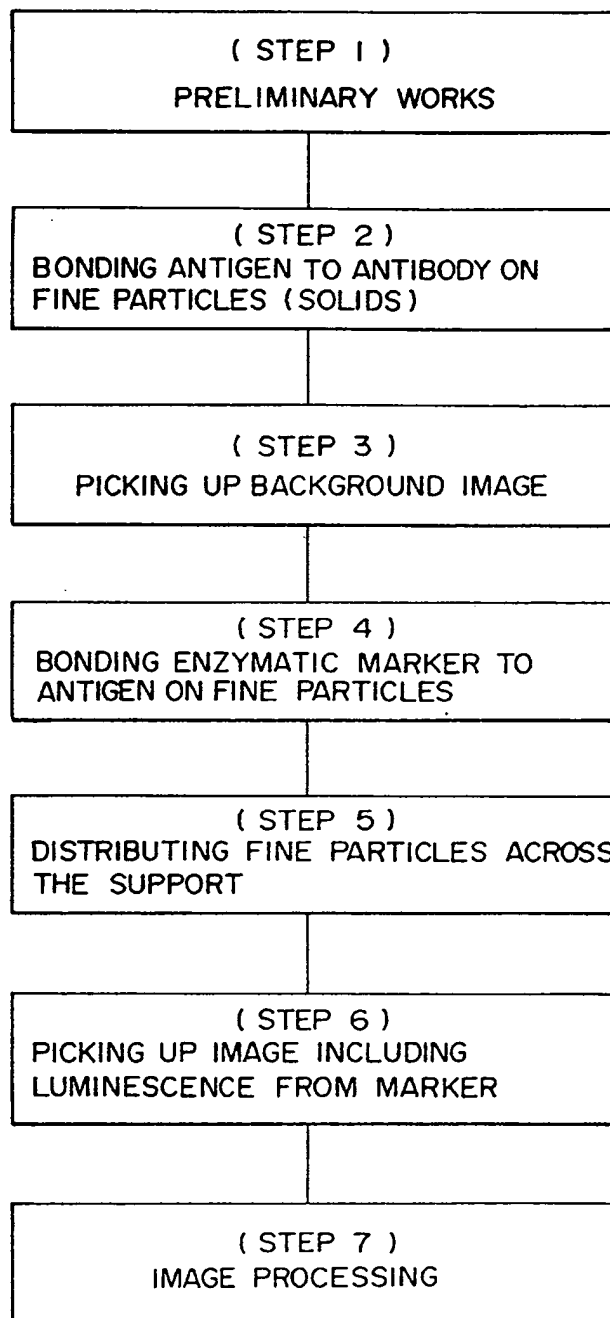 ( STEP 1 )
PRELIMINARY WORKS
( STEP 2 )
BONDING ANTIGEN TO ANTIBODY ON
FINE PARTICLES (SOLIDS)
( STEP 3 )
PICKING UP BACKGROUND IMAGE
( STEP 4 )
BONDING ENZYMATIC MARKER TO
ANTIGEN ON FINE PARTICLES
( STEP 5 )
DISTRIBUTING FINE PARTICLES ACROSS
THE SUPPORT
( STEP 6 )
PICKING UP IMAGE INCLUDING
LUMINESCENCE FROM MARKER
( STEP 7 )
IMAGE PROCESSING